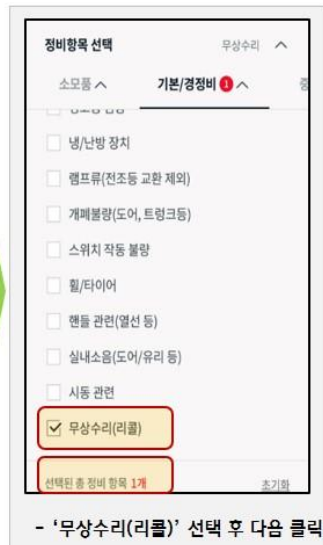 정비항목 선택 무상수리
소모품 기본/경정비 1 중
냉/난방 장치
램프류(전조등 교환 제외)
개폐불량(도어, 트렁크등)
스위치 작동 불량
휠/타이어
핸들 관련(열선 등)
실내소음(도어/유리 등)
시동 관련
무상수리(리콜)
선택된 총 정비 항목 1개 초기화
- ‘무상수리(리콜)’ 선택 후 다음 클릭